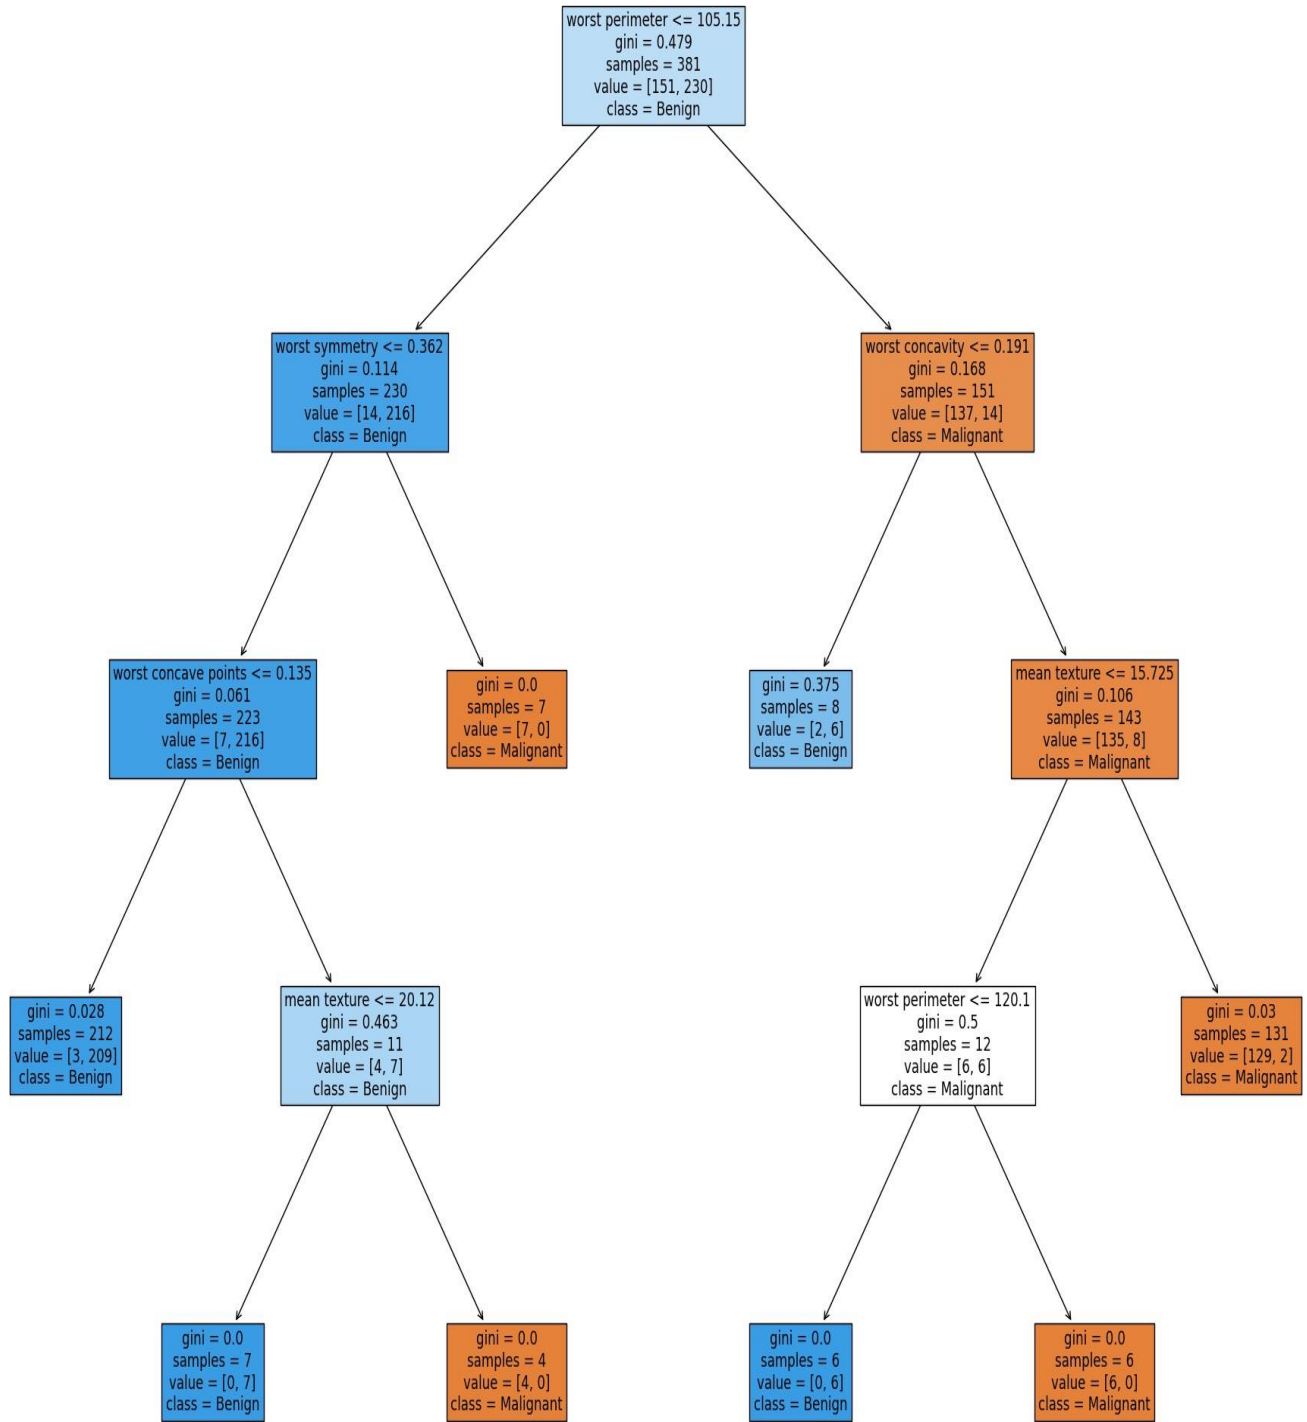 worst perimeter <= 105.15
gini = 0.479
samples = 381
value = [151, 230]
class = Benign
worst symmetry <= 0.362
gini = 0.114
samples = 230
value = [14, 216]
class = Benign
worst concavity <= 0.191
gini = 0.168
samples = 151
value = [137, 14]
class = Malignant
worst concave points <= 0.135
gini = 0.061
samples = 223
value = [7, 216]
class = Benign
gini = 0.0
samples = 7
value = [7, 0]
class = Malignant
gini = 0.375
samples = 8
value = [2, 6]
class = Benign
mean texture <= 15.725
gini = 0.106
samples = 143
value = [135, 8]
class = Malignant
gini = 0.028
samples = 212
value = [3, 209]
class = Benign
mean texture <= 20.12
gini = 0.463
samples = 11
value = [4, 7]
class = Benign
worst perimeter <= 120.1
gini = 0.5
samples = 12
value = [6, 6]
class = Malignant
gini = 0.03
samples = 131
value = [129, 2]
class = Malignant
gini = 0.0
samples = 7
value = [0, 7]
class = Benign
gini = 0.0
samples = 4
value = [4, 0]
class = Malignant
gini = 0.0
samples = 6
value = [0, 6]
class = Benign
gini = 0.0
samples = 6
value = [6, 0]
class = Malignant